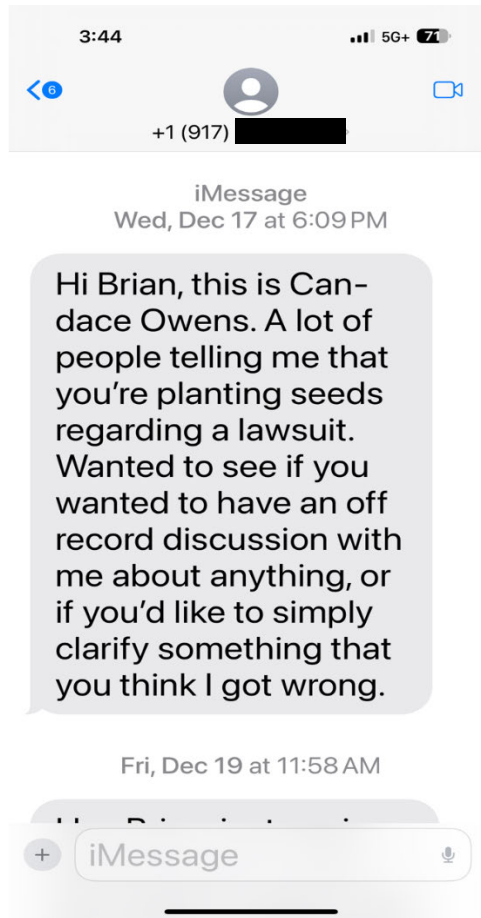 3:44
5G+ 71
6
+1 (917)
iMessage
Wed, Dec 17 at 6:09 PM
Hi Brian, this is Can-
dace Owens. A lot of
people telling me that
you're planting seeds
regarding a lawsuit.
Wanted to see if you
wanted to have an off
record discussion with
me about anything, or
if you'd like to simply
clarify something that
you think I got wrong.
Fri, Dec 19 at 11:58 AM
iMessage